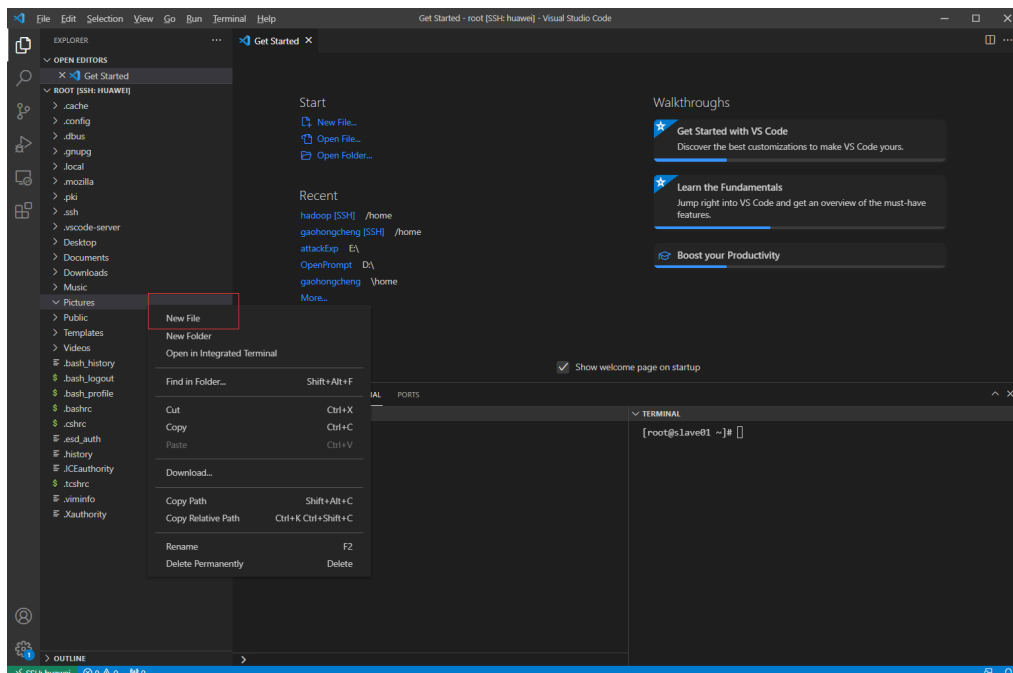 File Edit Selection View Go Run Terminal Help
Get Started - root [SSH: huawei] - Visual Studio Code
EXPLORER
OPEN EDITORS
Get Started
ROOT [SSH: HUAWEI]
.cache
.config
.dbus
.gnupg
.local
.mozilla
.pki
.ssh
.vscode-server
Desktop
Documents
Downloads
Music
Pictures
Public
Templates
Videos
.bash_history
.bash_logout
.bash_profile
.bashrc
.cshrc
.esd_auth
.history
.ICEauthority
.tcshrc
.viminfo
.Xauthority
OUTLINE
New File
New Folder
Open in Integrated Terminal
Find in Folder... Shift+Alt+F
Cut Ctrl+X
Copy Ctrl+C
Paste Ctrl+V
Download...
Copy Path Shift+Alt+C
Copy Relative Path Ctrl+K Ctrl+Shift+C
Rename F2
Delete Permanently Delete
Get Started
Start
New File...
Open File...
Open Folder...
Recent
hadoop [SSH] /home
gaohongcheng [SSH] /home
attackExp E:\
OpenPrompt D:\
gaohongcheng \home
More...
Walkthroughs
Get Started with VS Code
Discover the best customizations to make VS Code yours.
Learn the Fundamentals
Jump right into VS Code and get an overview of the must-have
features.
Boost your Productivity
Show welcome page on startup
PORTS
TERMINAL
[root@slave01 ~]#
1